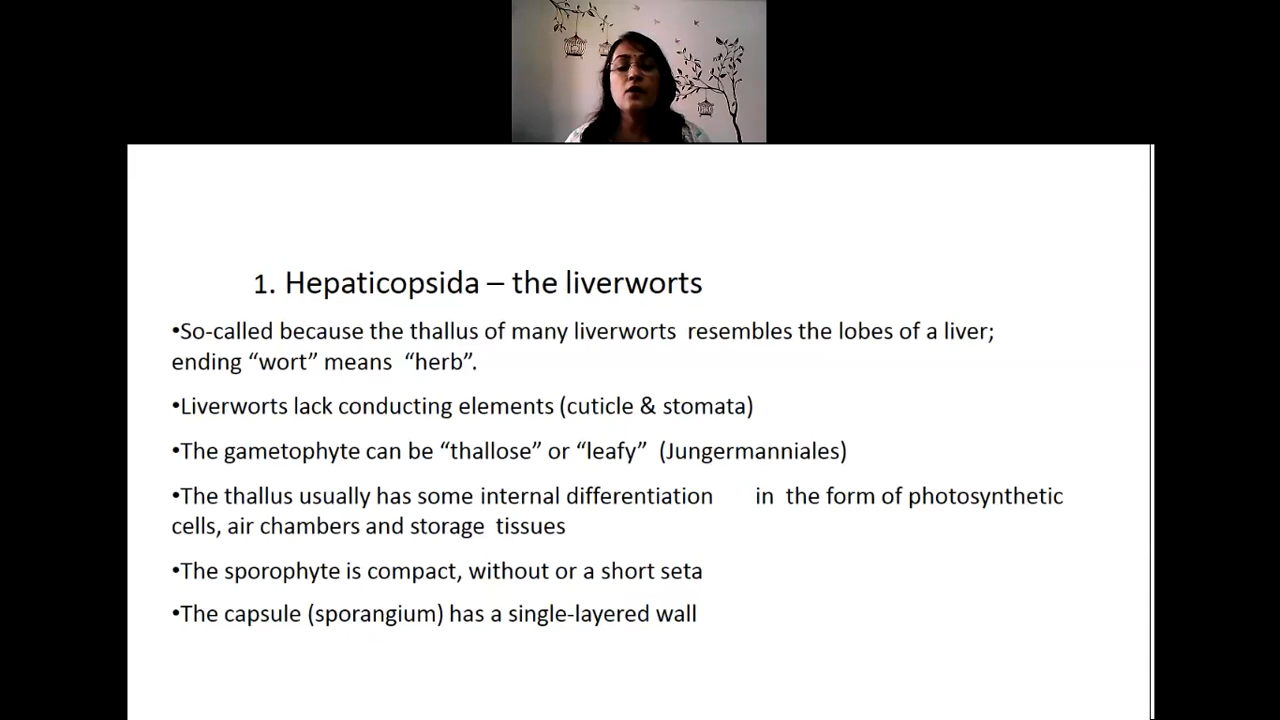 1. Hepaticopsida – the liverworts
•So-called because the thallus of many liverworts resembles the lobes of a liver;
ending “wort” means “herb”.
•Liverworts lack conducting elements (cuticle & stomata)
•The gametophyte can be “thallose” or “leafy” (Jungermanniales)
•The thallus usually has some internal differentiation in the form of photosynthetic
cells, air chambers and storage tissues
•The sporophyte is compact, without or a short seta
•The capsule (sporangium) has a single-layered wall